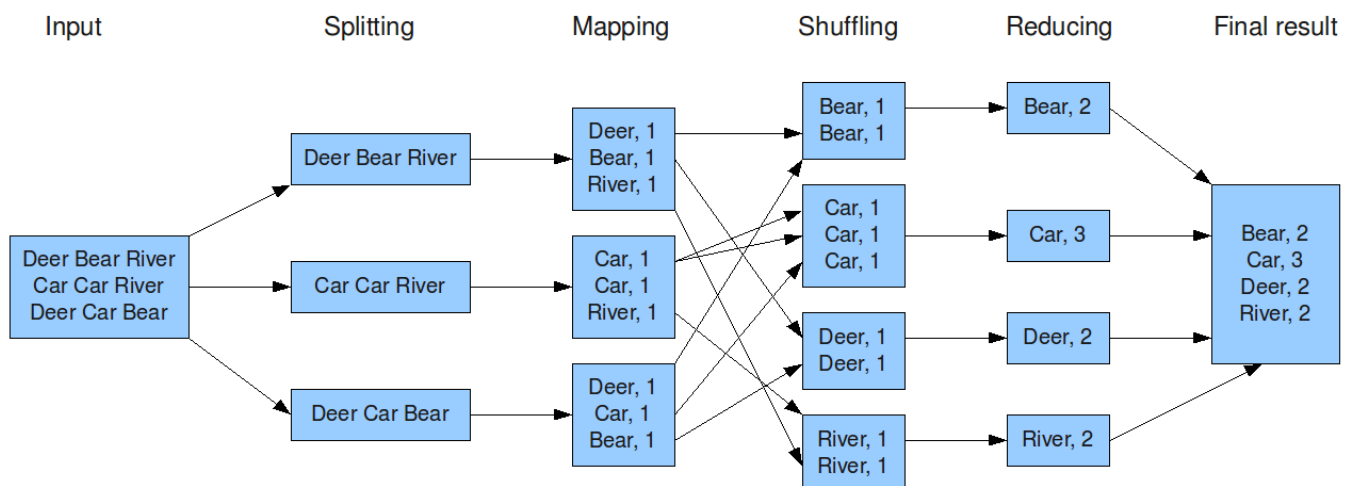 Input
Splitting
Mapping
Shuffling
Reducing
Final result
Deer Bear River
Car Car River
Deer Car Bear
Deer Bear River
Car Car River
Deer Car Bear
Deer, 1
Bear, 1
River, 1
Car, 1
Car, 1
River, 1
Deer, 1
Car, 1
Bear, 1
Bear, 1
Bear, 1
Car, 1
Car, 1
Car, 1
Deer, 1
Deer, 1
River, 1
River, 1
Bear, 2
Car, 3
Deer, 2
River, 2
Bear, 2
Car, 3
Deer, 2
River, 2